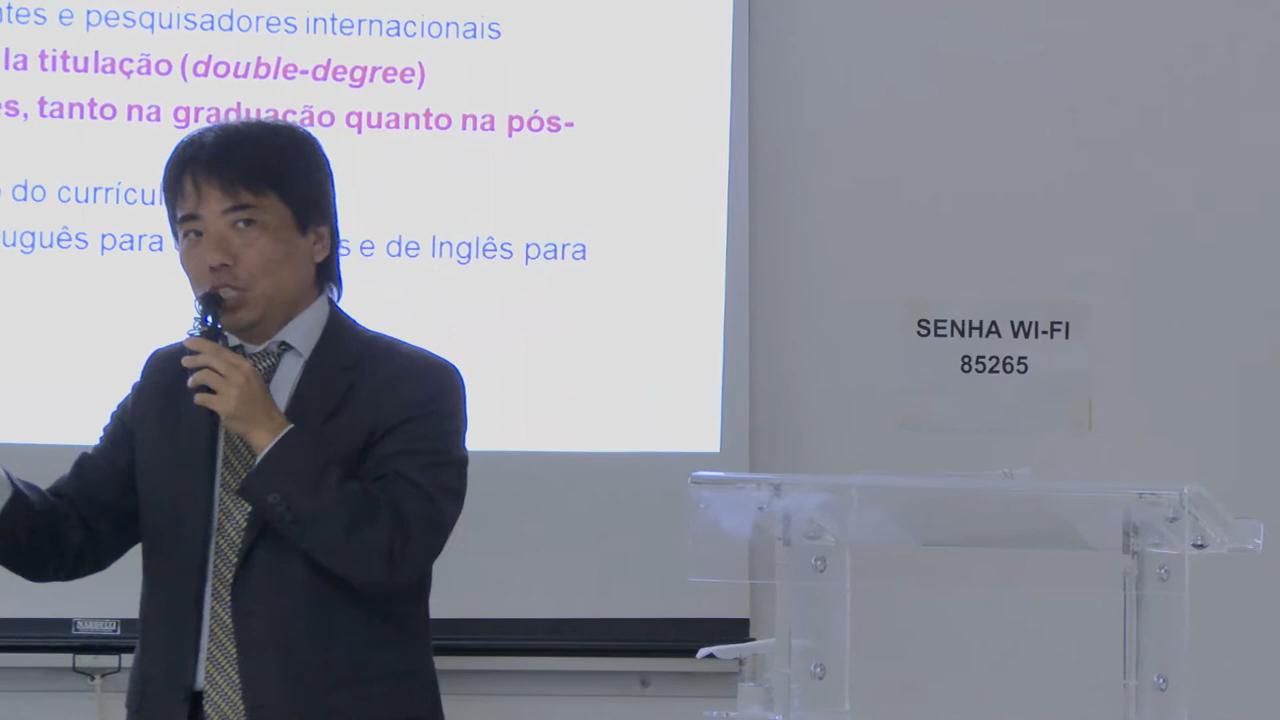 ntes e pesquisadores internacionais
la titulação (double-degree)
es, tanto na graduação quanto na pós-
do currícul
uguês para
s e de Inglês para
SENHA WI-FI
85265